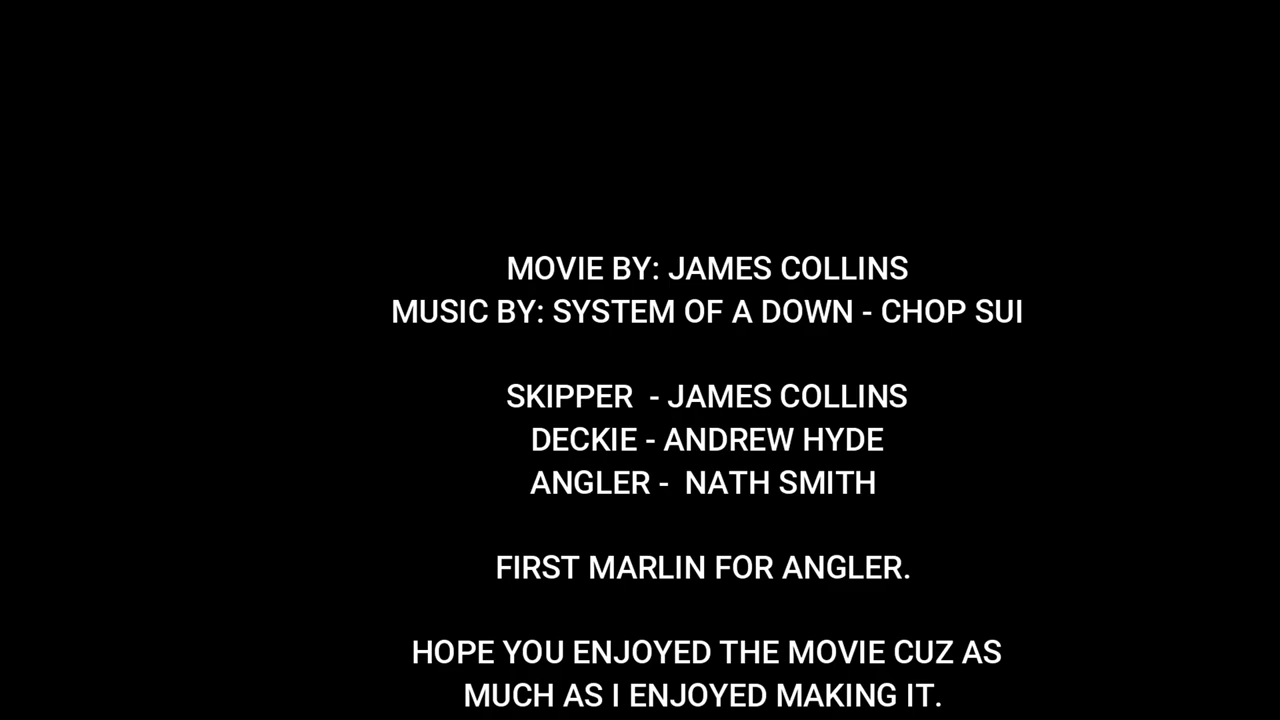 MOVIE BY: JAMES COLLINS
MUSIC BY: SYSTEM OF A DOWN - CHOP SUI
SKIPPER  - JAMES COLLINS
DECKIE - ANDREW HYDE
ANGLER -  NATH SMITH
FIRST MARLIN FOR ANGLER.
HOPE YOU ENJOYED THE MOVIE CUZ AS
MUCH AS I ENJOYED MAKING IT.